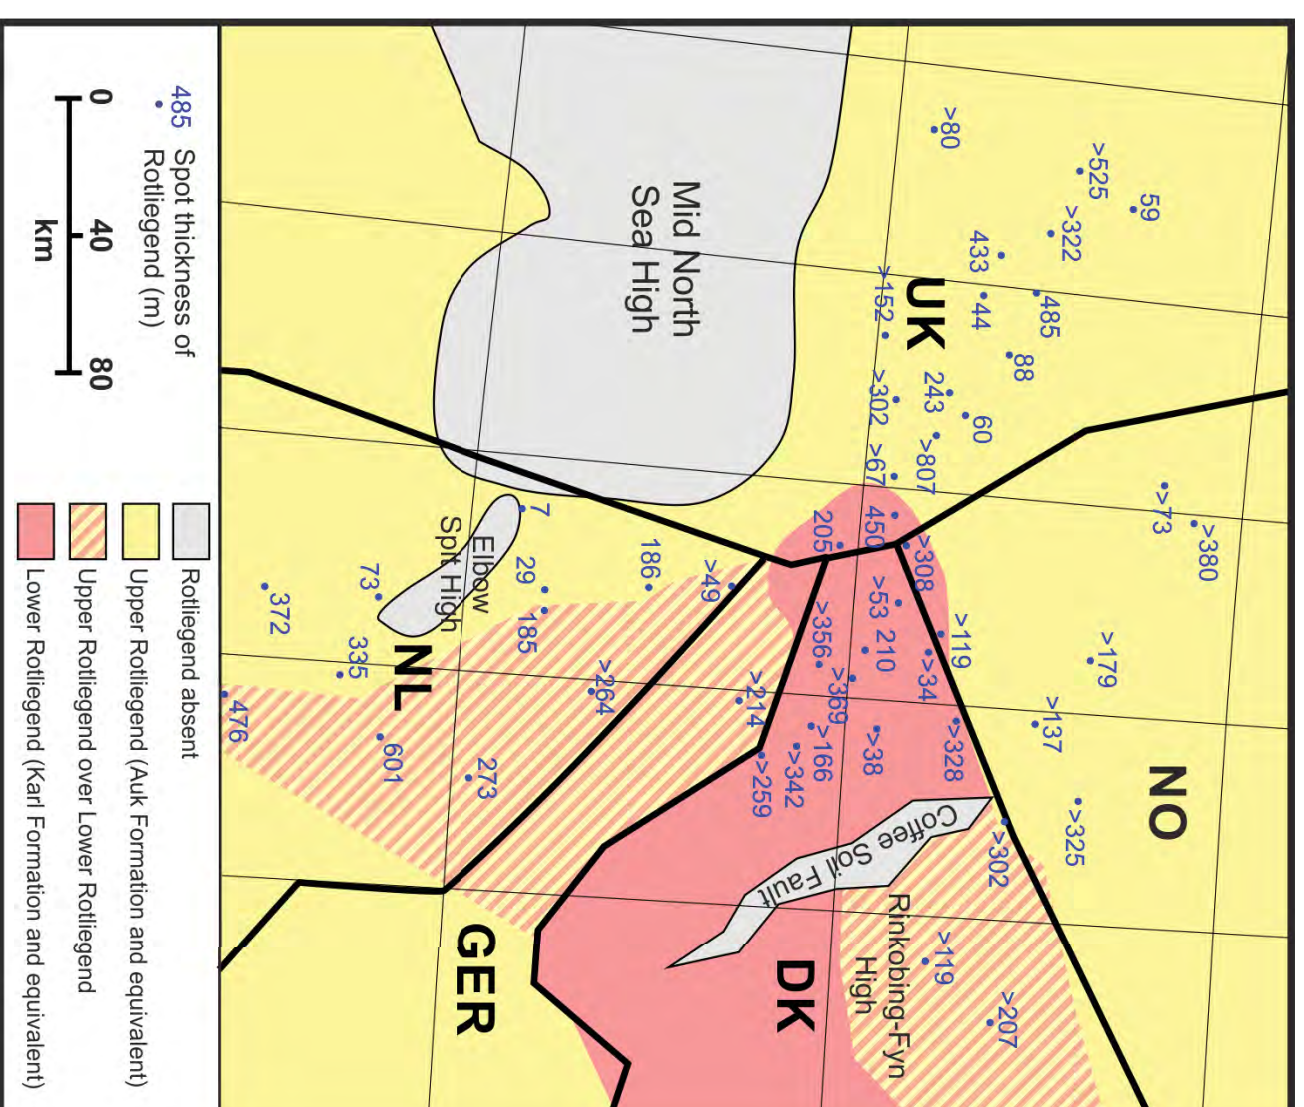 >80
>525
59
>322
433
44
485
>152
UK
88
243
60
>302
>807
>67
Mid North
Sea High
>73
>380
450
205
>308
7
Elbow
Spit High
29
186
>49
185
73
372
335
NL
476
601
273
>264
>214
>53
210
>356
>369
>34
>119
>179
>137
>328
>38
>166
>342
>259
>325
NO
>302
Coffee Soil Fault
Rinkobing-Fyn
High
>119
>207
DK
GER
485
Spot thickness of
Rotliegend (m)
0
40
80
km
Rotliegend absent
Upper Rotliegend (Auk Formation and equivalent)
Upper Rotliegend over Lower Rotliegend
Lower Rotliegend (Karl Formation and equivalent)